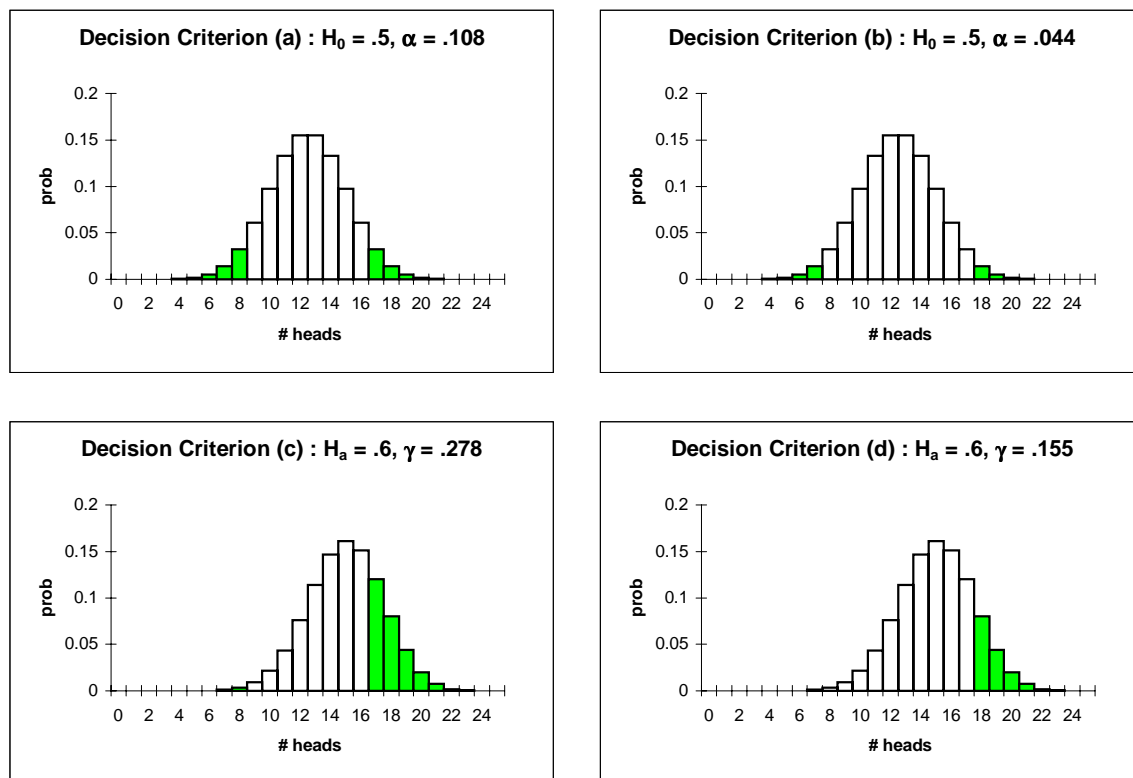 Decision Criterion (a) : H₀ = .5, α = .108
0.2
0.15
0.1
0.05
0
prob
0 2 4 6 8 10 12 14 16 18 20 22 24
# heads
Decision Criterion (b) : H₀ = .5, α = .044
0.2
0.15
0.1
0.05
0
prob
0 2 4 6 8 10 12 14 16 18 20 22 24
# heads
Decision Criterion (c) : Hₐ = .6, γ = .278
0.2
0.15
0.1
0.05
0
prob
0 2 4 6 8 10 12 14 16 18 20 22 24
# heads
Decision Criterion (d) : Hₐ = .6, γ = .155
0.2
0.15
0.1
0.05
0
prob
0 2 4 6 8 10 12 14 16 18 20 22 24
# heads